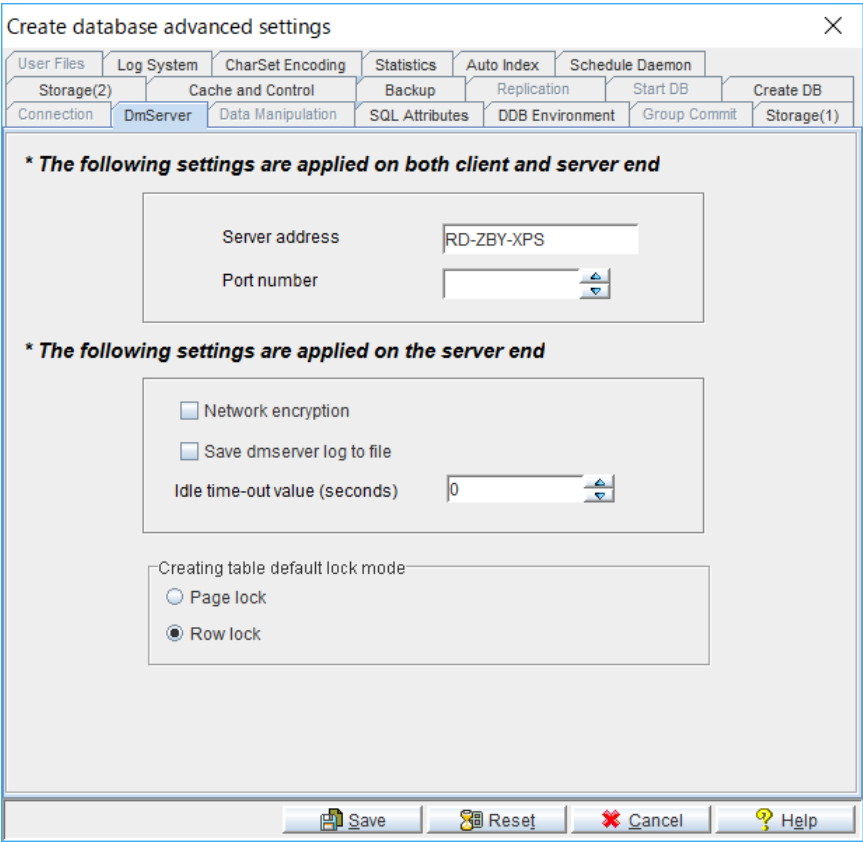 Create database advanced settings
User Files Log System CharSet Encoding Statistics Auto Index Schedule Daemon
Storage(2) Cache and Control Backup Replication Start DB Create DB
Connection DmServer Data Manipulation SQL Attributes DDB Environment Group Commit Storage(1)
* The following settings are applied on both client and server end
Server address RD-ZBY-XPS
Port number
* The following settings are applied on the server end
Network encryption
Save dmserver log to file
Idle time-out value (seconds) 0
Creating table default lock mode
Page lock
Row lock
Save Reset Cancel Help